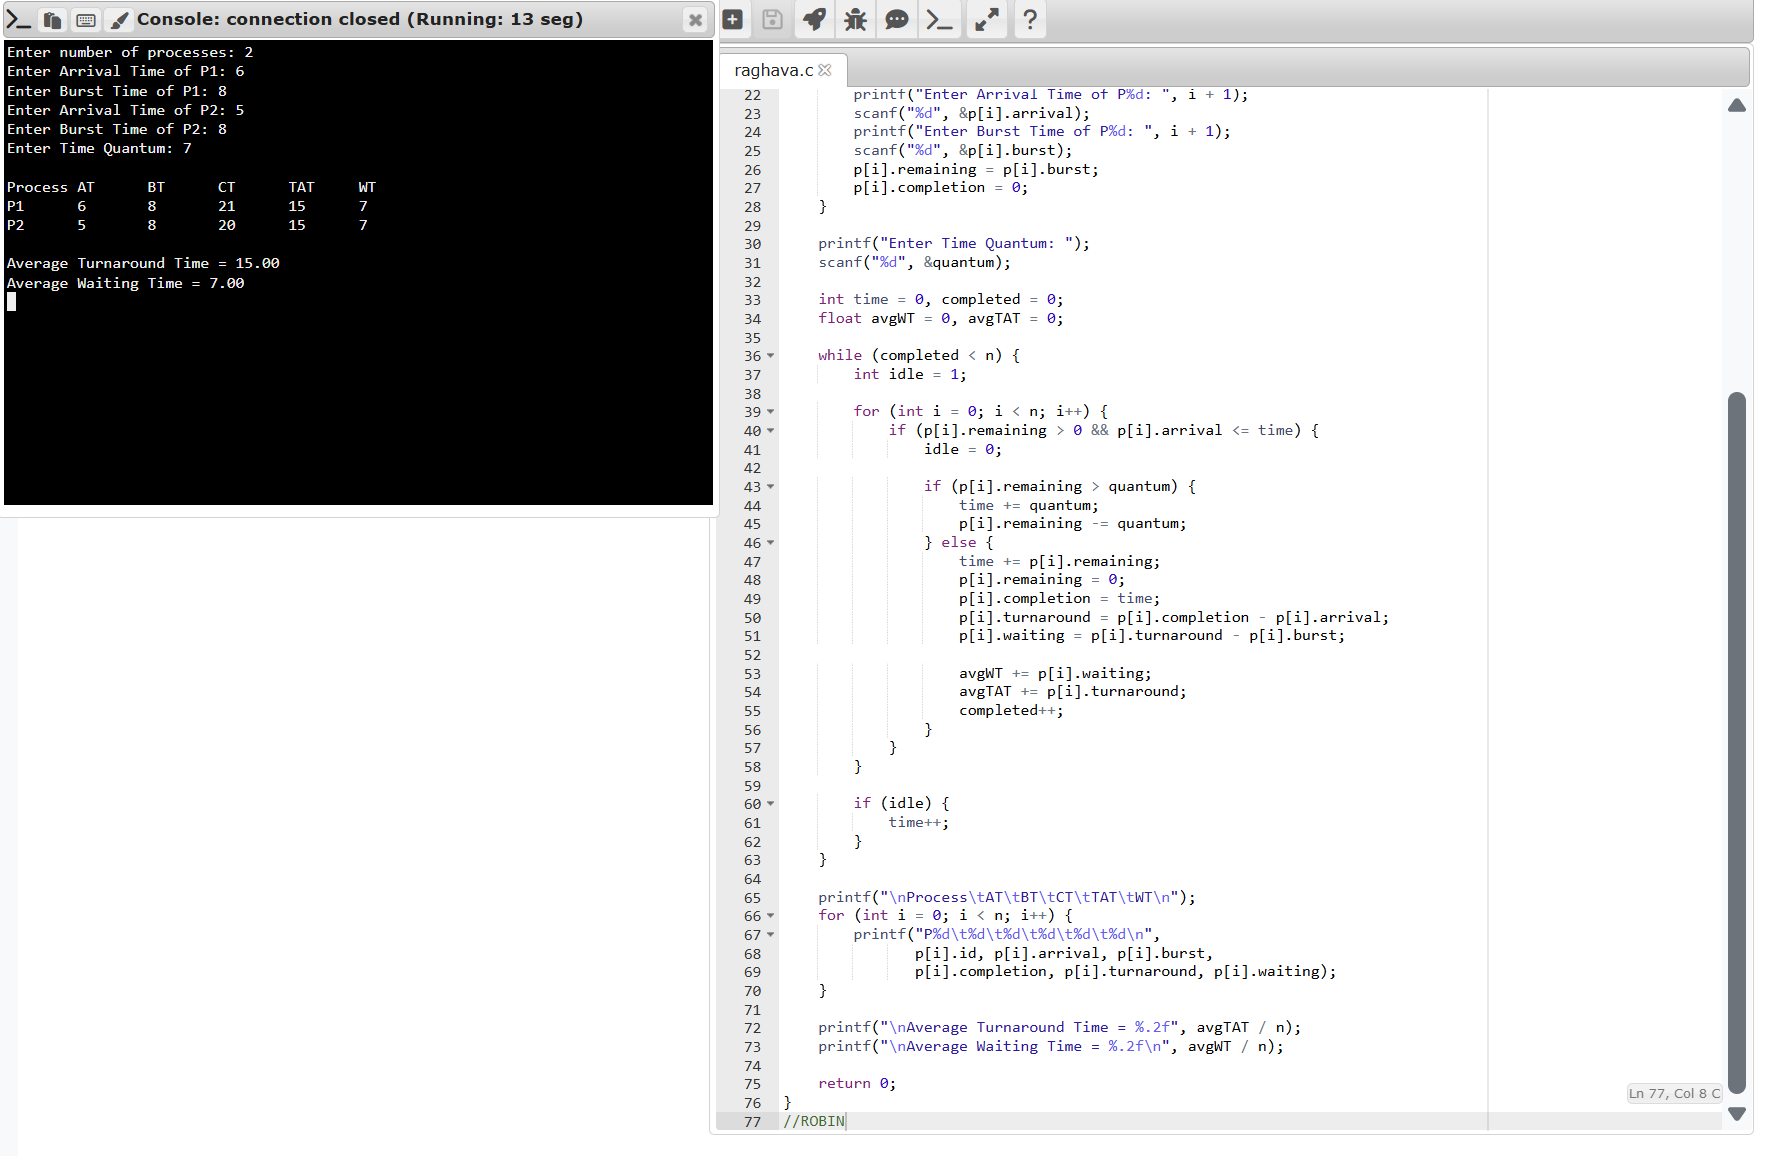 Console: connection closed (Running: 13 seg)
Enter number of processes: 2
Enter Arrival Time of P1: 6
Enter Burst Time of P1: 8
Enter Arrival Time of P2: 5
Enter Burst Time of P2: 8
Enter Time Quantum: 7
Process AT BT CT TAT WT
P1 6 8 21 15 7
P2 5 8 20 15 7
Average Turnaround Time = 15.00
Average Waiting Time = 7.00
raghava.c
22 printf("Enter Arrival Time of P%d: ", i + 1);
23 scanf("%d", &p[i].arrival);
24 printf("Enter Burst Time of P%d: ", i + 1);
25 scanf("%d", &p[i].burst);
26 p[i].remaining = p[i].burst;
27 p[i].completion = 0;
28 }
29
30 printf("Enter Time Quantum: ");
31 scanf("%d", &quantum);
32
33 int time = 0, completed = 0;
34 float avgWT = 0, avgTAT = 0;
35
36 while (completed < n) {
37 int idle = 1;
38
39 for (int i = 0; i < n; i++) {
40 if (p[i].remaining > 0 && p[i].arrival <= time) {
41 idle = 0;
42
43 if (p[i].remaining > quantum) {
44 time += quantum;
45 p[i].remaining -= quantum;
46 } else {
47 time += p[i].remaining;
48 p[i].remaining = 0;
49 p[i].completion = time;
50 p[i].turnaround = p[i].completion - p[i].arrival;
51 p[i].waiting = p[i].turnaround - p[i].burst;
52
53 avgWT += p[i].waiting;
54 avgTAT += p[i].turnaround;
55 completed++;
56 }
57 }
58 }
59
60 if (idle) {
61 time++;
62 }
63 }
64
65 printf("\nProcess\tAT\tBT\tCT\tTAT\tWT\n");
66 for (int i = 0; i < n; i++) {
67 printf("P%d\t%d\t%d\t%d\t%d\t%d\n",
68 p[i].id, p[i].arrival, p[i].burst,
69 p[i].completion, p[i].turnaround, p[i].waiting);
70 }
71
72 printf("\nAverage Turnaround Time = %.2f", avgTAT / n);
73 printf("\nAverage Waiting Time = %.2f\n", avgWT / n);
74
75 return 0;
76 }
77 //ROBIN
Ln 77, Col 8 C